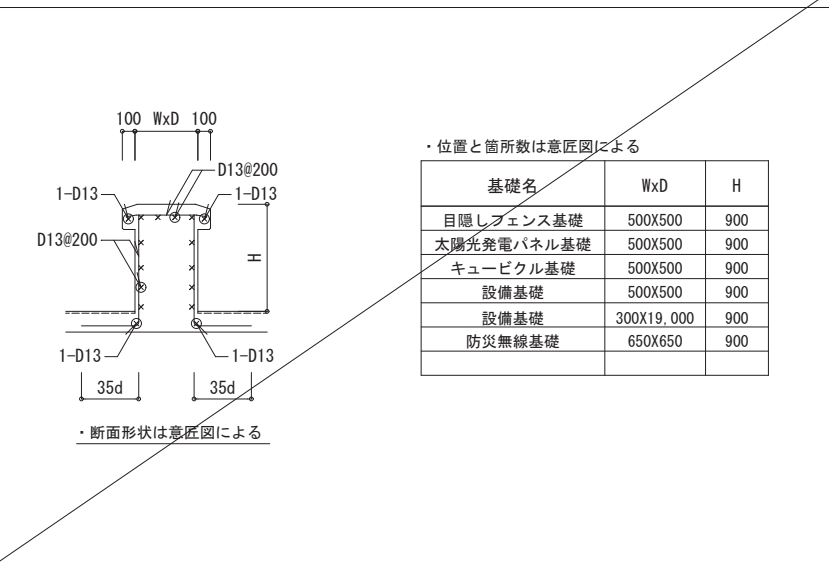 100 WxD 100
D13@200
1-D13 1-D13
D13@200
H
1-D13 1-D13
35d 35d
・断面形状は意匠図による
・位置と箇所数は意匠図による
基礎名 WxD H
目隠しフェンス基礎 500X500 900
太陽光発電パネル基礎 500X500 900
キュービクル基礎 500X500 900
設備基礎 500X500 900
設備基礎 300X19,000 900
防災無線基礎 650X650 900